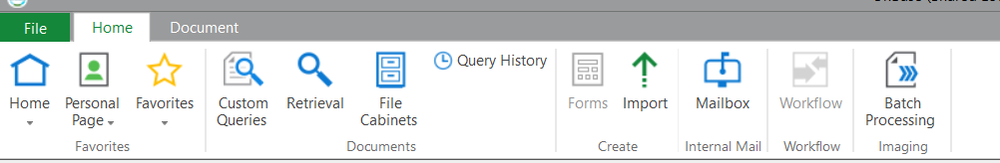 File Home Document
Home
Personal Page
Favorites
Favorites
Custom Queries
Retrieval
File Cabinets
Query History
Documents
Forms
Import
Create
Mailbox
Internal Mail
Workflow
Workflow
Batch Processing
Imaging